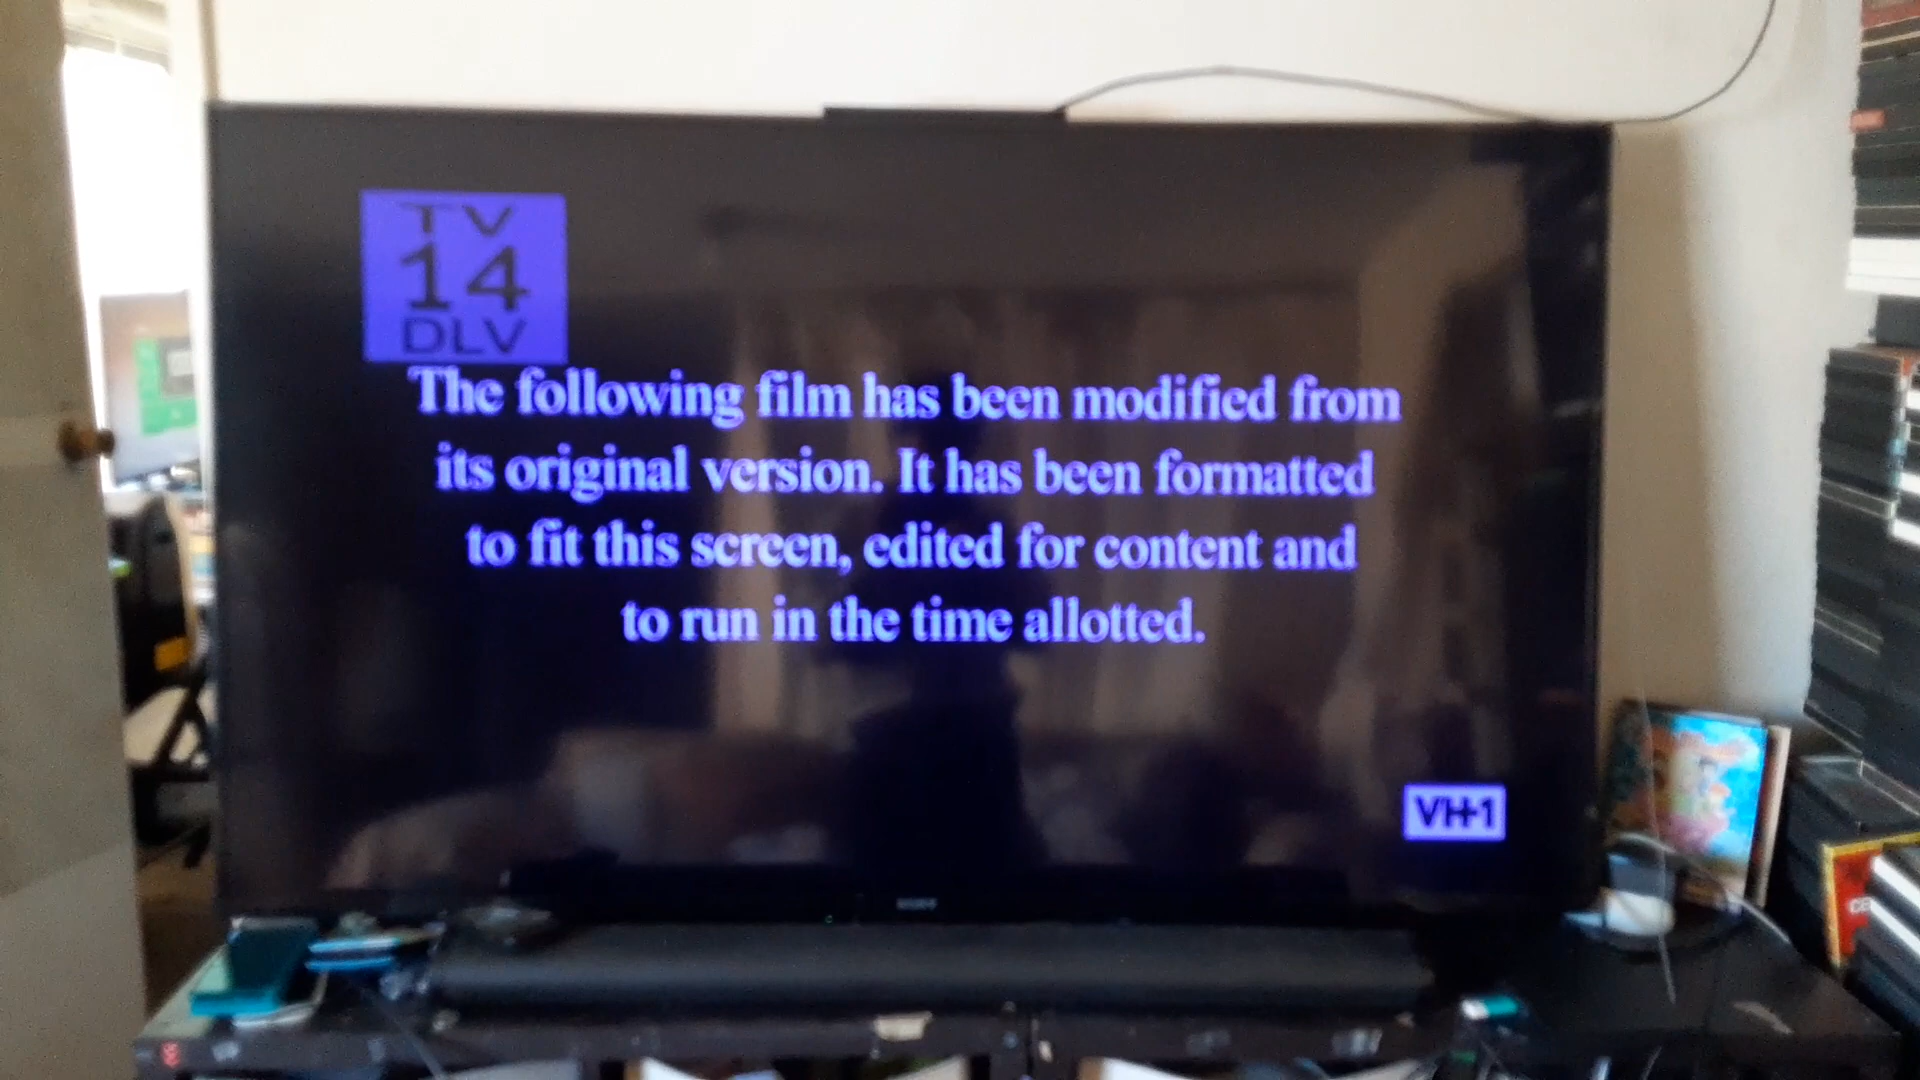 TV
14
DLV
The following film has been modified from
its original version. It has been formatted
to fit this screen, edited for content and
to run in the time allotted.
VH1
SONY